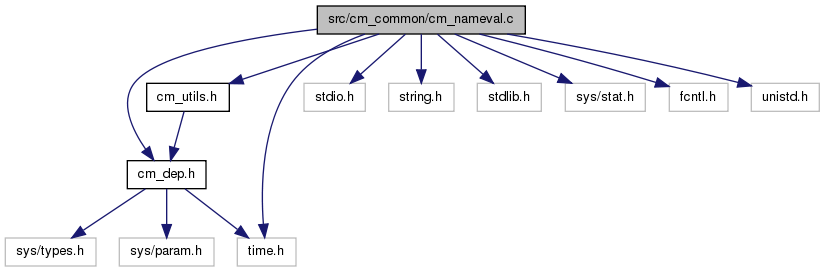 src/cm_common/cm_nameval.c
cm_utils.h
stdio.h
string.h
stdlib.h
sys/stat.h
fcntl.h
unistd.h
cm_dep.h
sys/types.h
sys/param.h
time.h